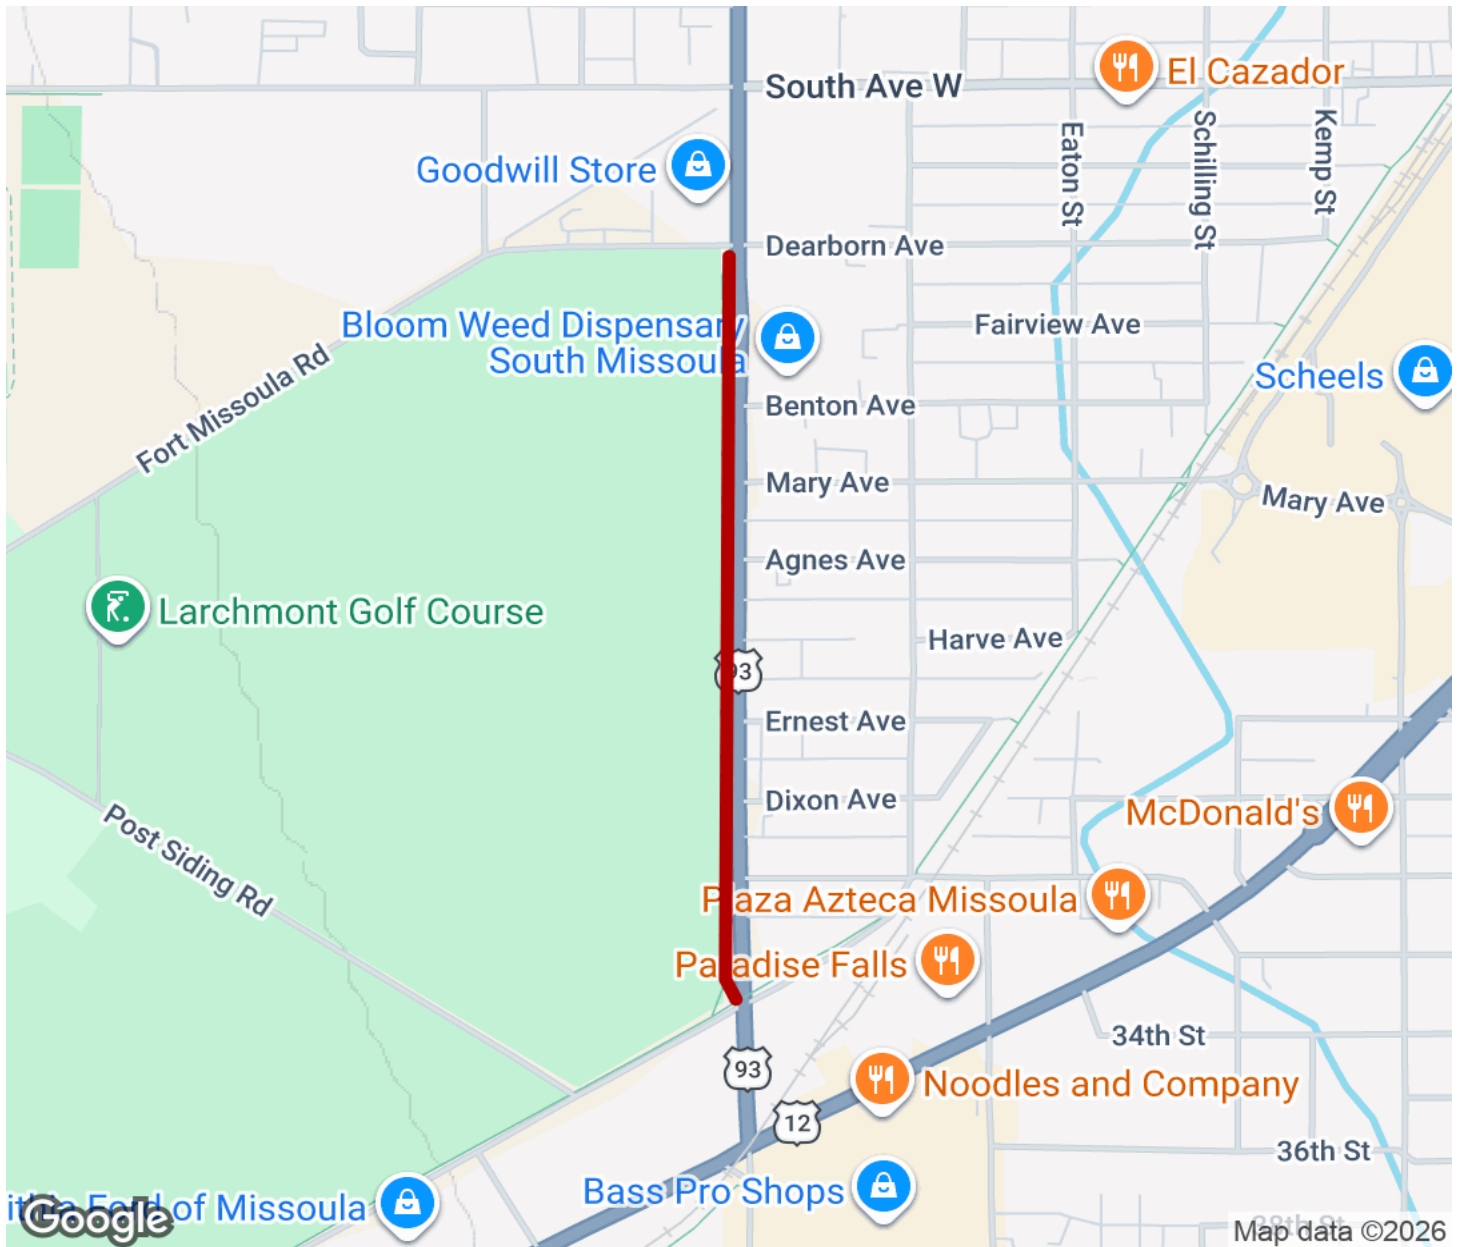 South Ave W
El Cazador
Goodwill Store
Eaton St
Schilling St
Kemp St
Dearborn Ave
Bloom Weed Dispensary
South Missoula
Fairview Ave
Fort Missoula Rd
Scheels
Benton Ave
Mary Ave
Mary Ave
Agnes Ave
Larchmont Golf Course
Harve Ave
93
Ernest Ave
Dixon Ave
McDonald's
Post Siding Rd
Plaza Azteca Missoula
Paradise Falls
34th St
93
Noodles and Company
12
36th St
Bass Pro Shops
Ford of Missoula
Google
38th St
Map data ©2026